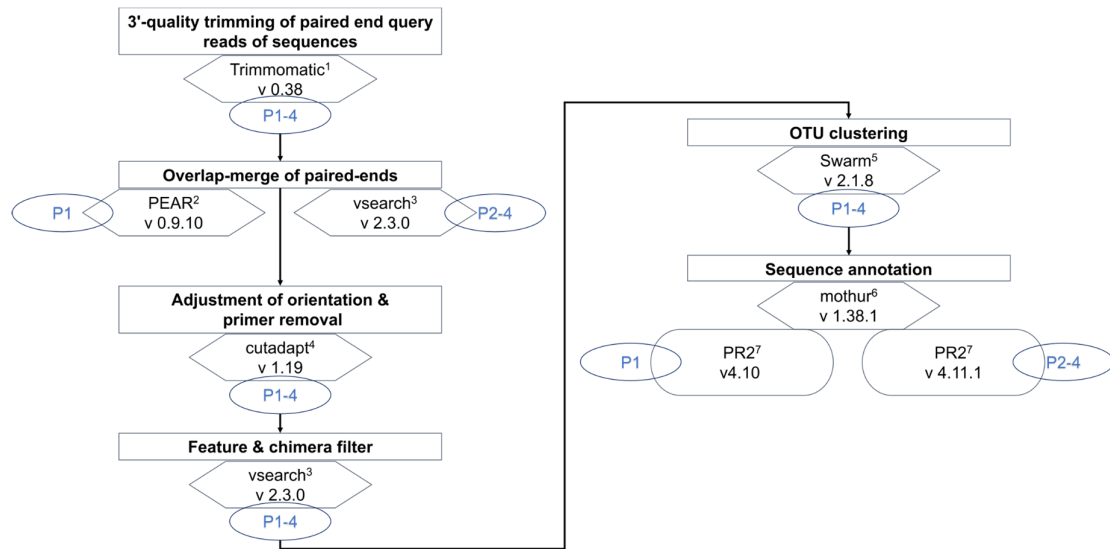 3'-quality trimming of paired end query
reads of sequences
Trimmomatic¹
v 0.38
P1-4
Overlap-merge of paired-ends
P1
PEAR²
v 0.9.10
vsearch³
v 2.3.0
P2-4
Adjustment of orientation &
primer removal
cutadapt⁴
v 1.19
P1-4
Feature & chimera filter
vsearch³
v 2.3.0
P1-4
OTU clustering
Swarm⁵
v 2.1.8
P1-4
Sequence annotation
mothur⁶
v 1.38.1
P1
PR2⁷
v4.10
PR2⁷
v 4.11.1
P2-4